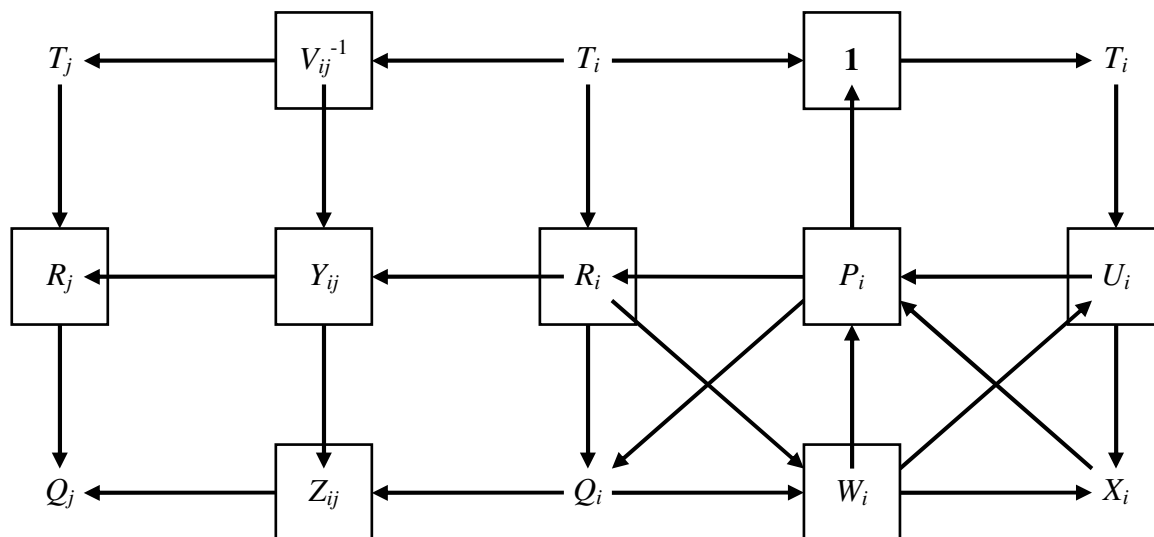 T_j V_ij^-1 T_i 1 T_i
R_j Y_ij R_i P_i U_i
Q_j Z_ij Q_i W_i X_i